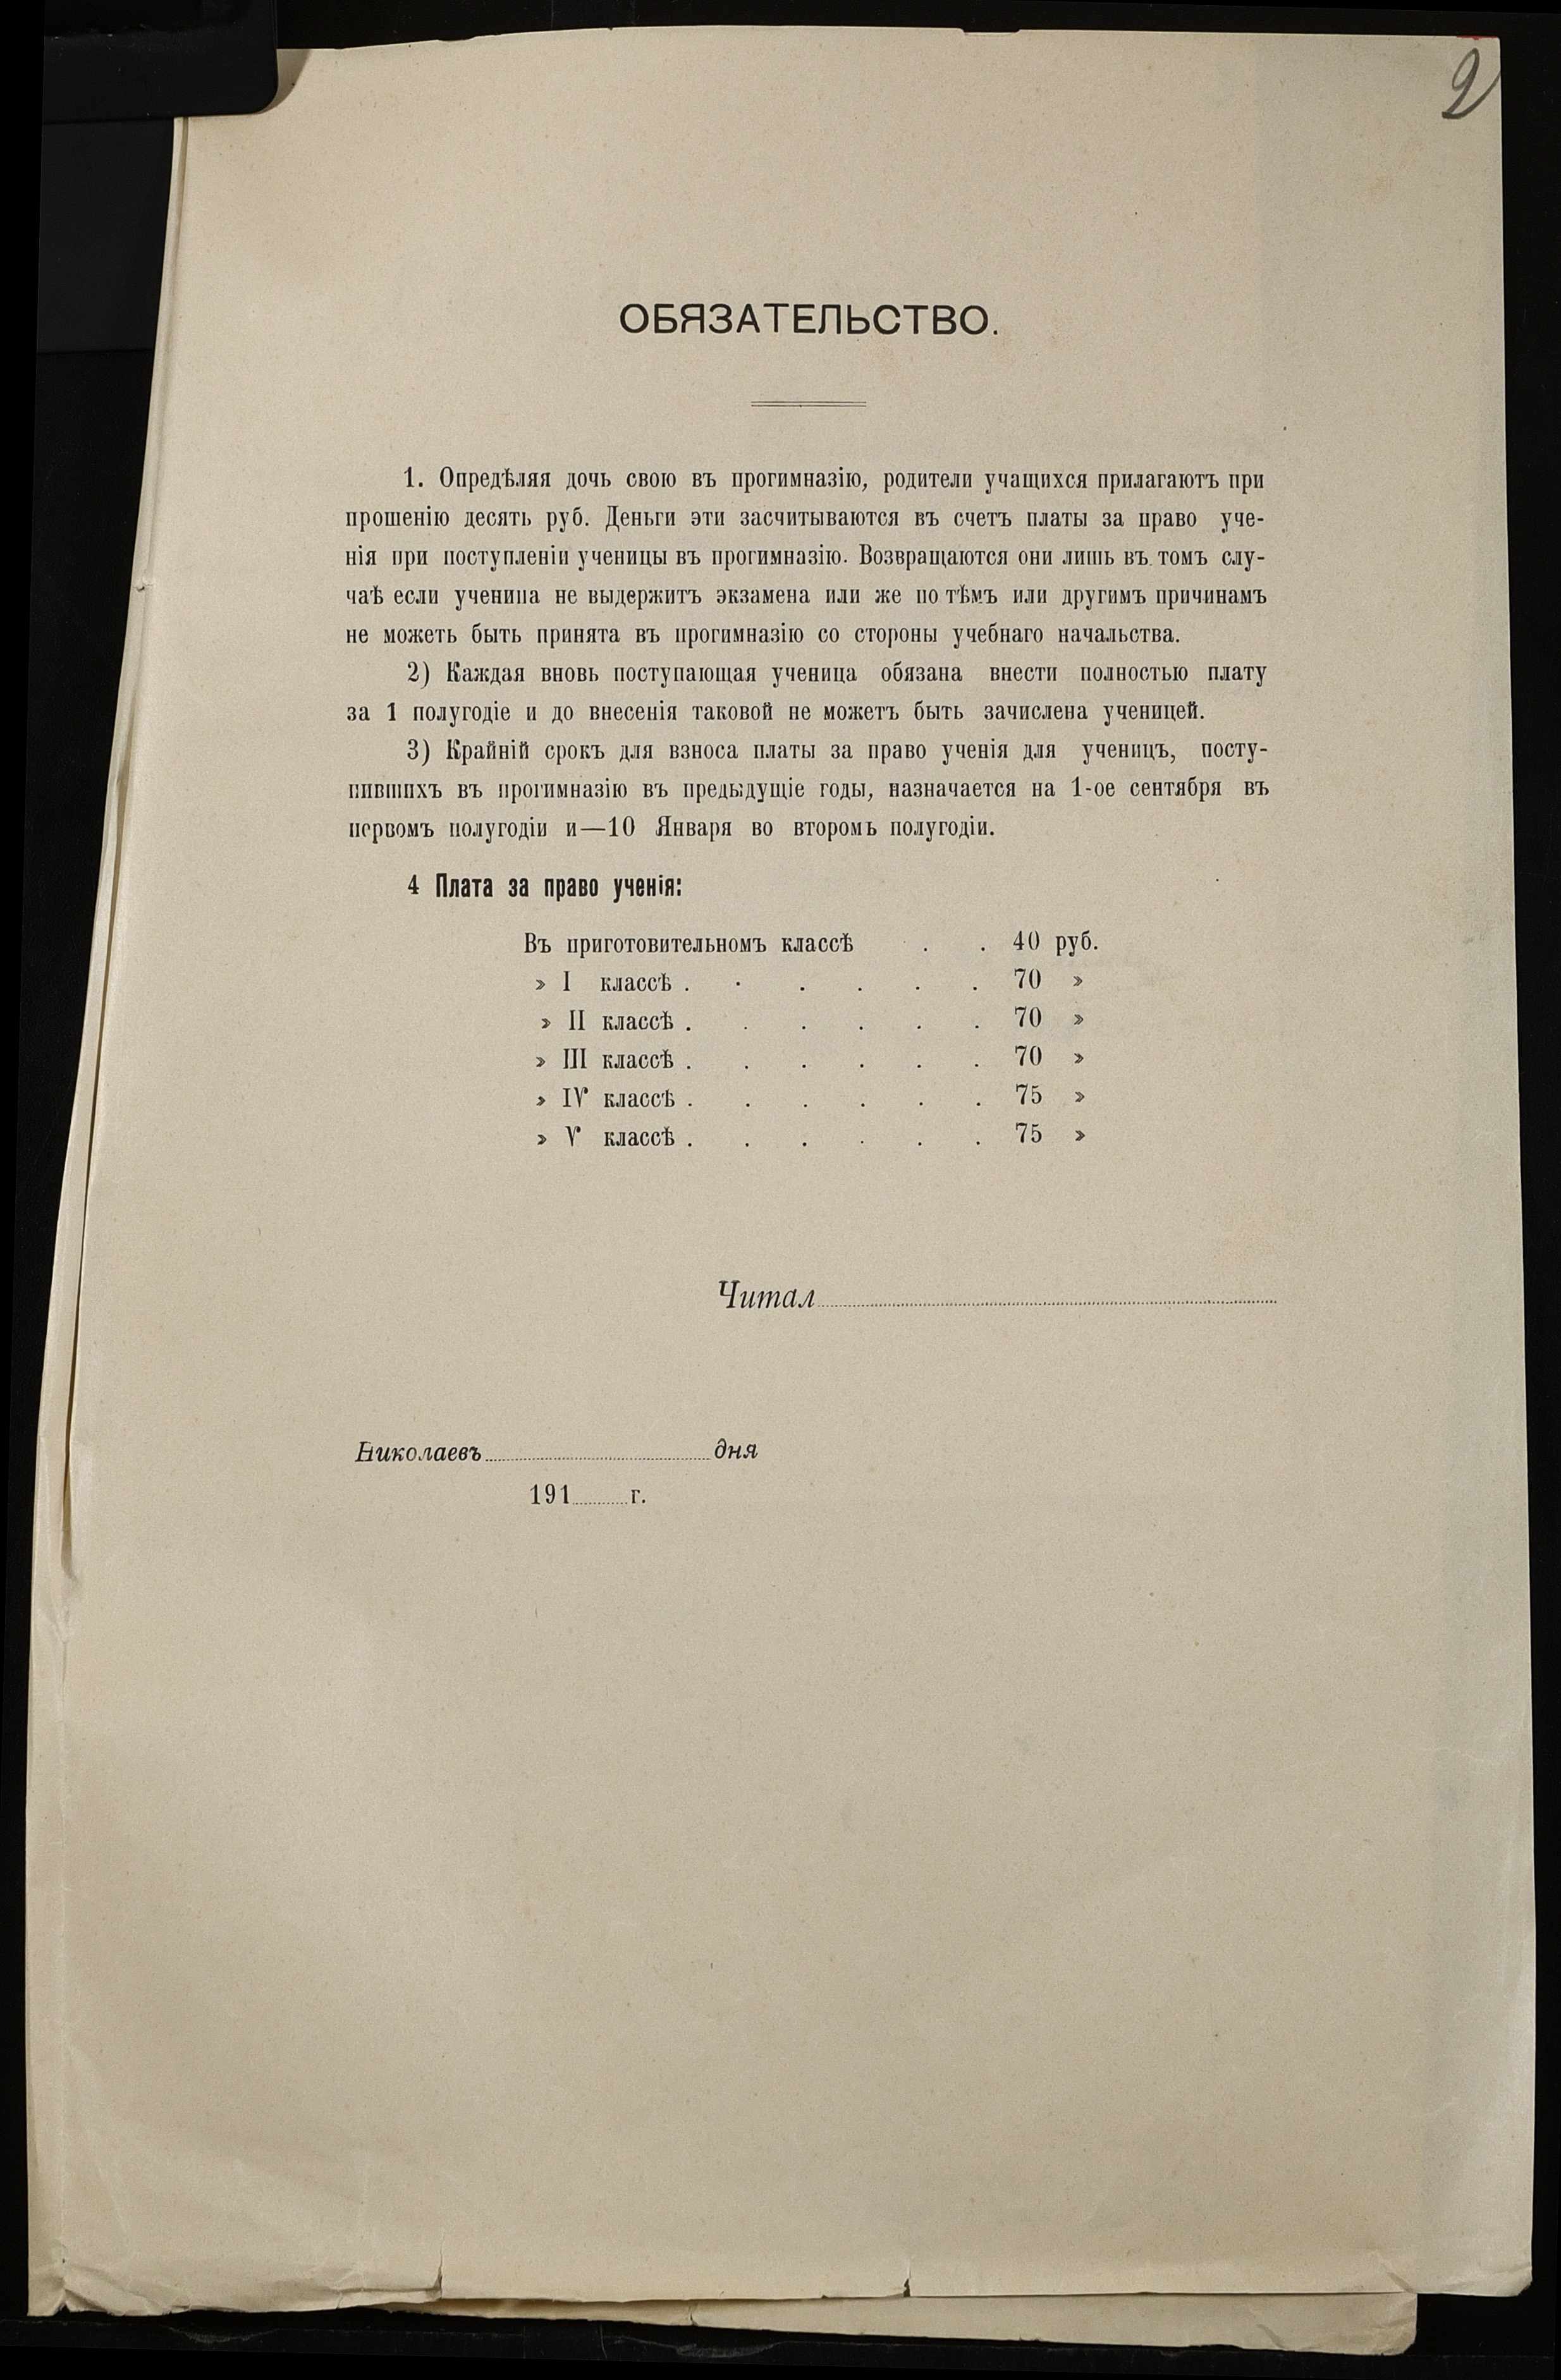 2
ОБЯЗАТЕЛЬСТВО.
1. Опредѣляя дочь свою въ прогимназію, родители учащихся прилагаютъ при
прошенію десять руб. Деньги эти засчитываются въ счетъ платы за право уче-
нія при поступленіи ученицы въ прогимназію. Возвращаются они лишь въ томъ слу-
чаѣ если ученица не выдержитъ экзамена или же по тѣмъ или другимъ причинамъ
не можеть быть принята въ прогимназію со стороны учебнаго начальства.
2) Каждая вновь поступающая ученица обязана внести полностью плату
за 1 полугодіе и до внесенія таковой не можетъ быть зачислена ученицей.
3) Крайній срокъ для взноса платы за право ученія для ученицъ, посту-
пившихъ въ прогимназію въ предыдущіе годы, назначается на 1-ое сентября въ
первомъ полугодіи и—10 Января во второмъ полугодіи.
4 Плата за право ученія:
Въ приготовительномъ классѣ . . 40 руб.
» I классѣ . . . . . . 70 »
» II классѣ . . . . . . 70 »
» III классѣ . . . . . . 70 »
» IV классѣ . . . . . . 75 »
» V классѣ . . . . . . 75 »
Читал
Николаевъ дня
191 г.